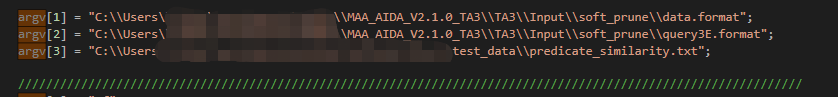 argv[1] = "C:\\Users\ \\MAA_AIDA_V2.1.0_TA3\\TA3\\Input\\soft_prune\\data.format";
argv[2] = "C:\\Users\ \MAA_AIDA_V2.1.0_TA3\\TA3\\Input\\soft_prune\\query3E.format";
argv[3] = "C:\\Users test_data\\predicate_similarity.txt";
////////////////////////////////////////////////////////////////////////////////////////////////////////////////